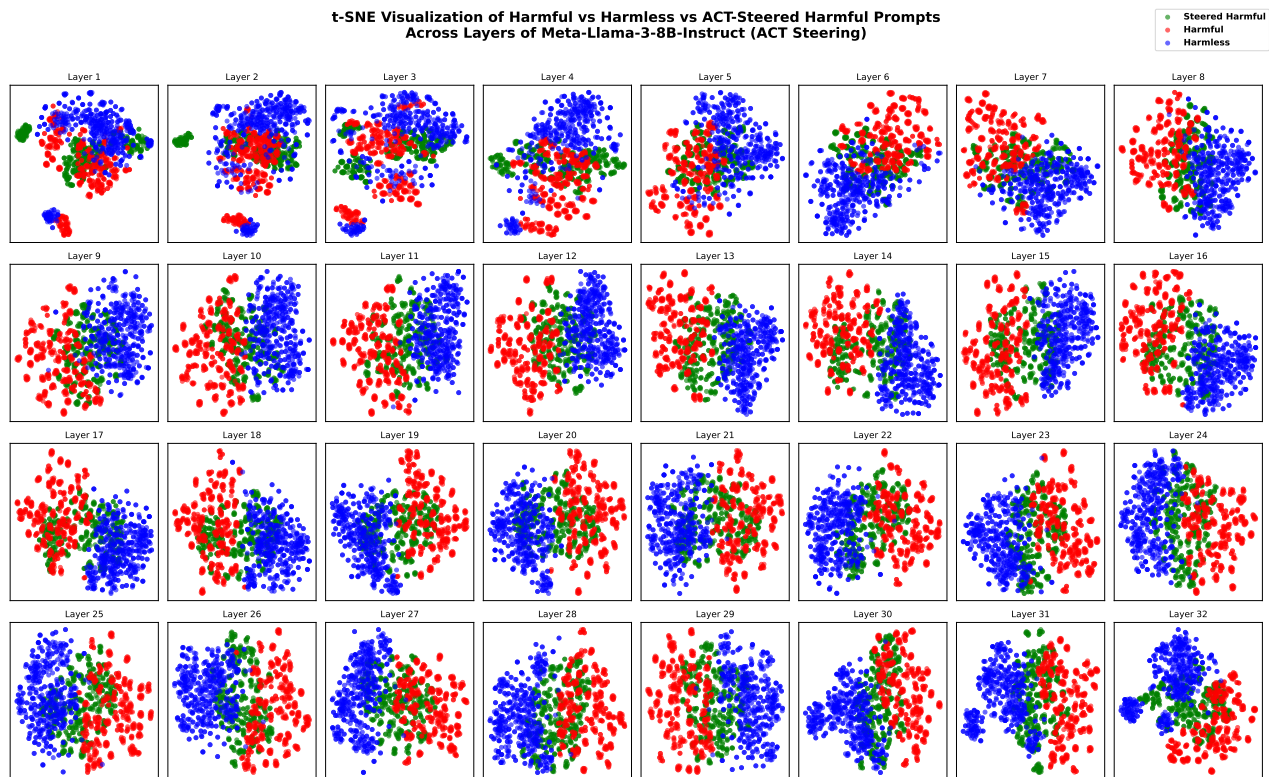 t-SNE Visualization of Harmful vs Harmless vs ACT-Steered Harmful Prompts
Across Layers of Meta-Llama-3-8B-Instruct (ACT Steering)
Steered Harmful
Harmful
Harmless
Layer 1
Layer 2
Layer 3
Layer 4
Layer 5
Layer 6
Layer 7
Layer 8
Layer 9
Layer 10
Layer 11
Layer 12
Layer 13
Layer 14
Layer 15
Layer 16
Layer 17
Layer 18
Layer 19
Layer 20
Layer 21
Layer 22
Layer 23
Layer 24
Layer 25
Layer 26
Layer 27
Layer 28
Layer 29
Layer 30
Layer 31
Layer 32